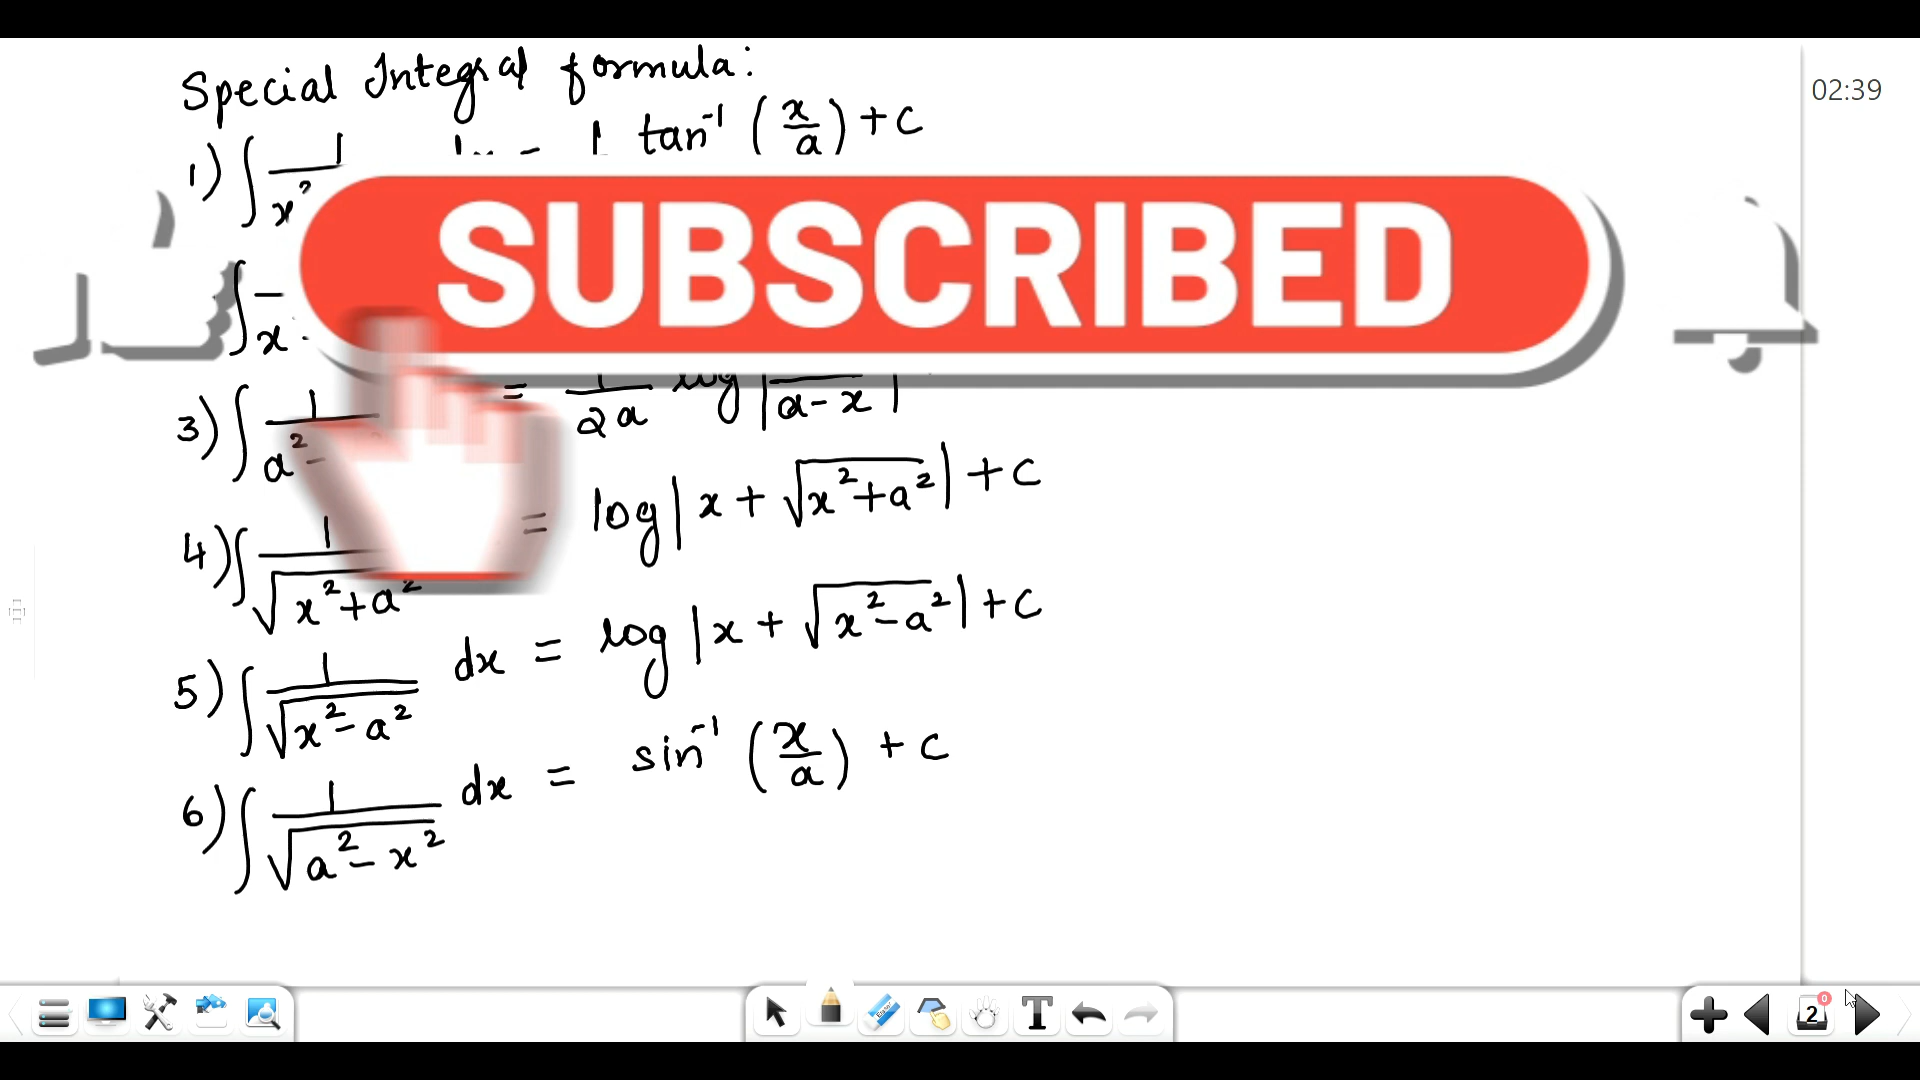 Special Integral formula:
02:39
1) ∫ 1 / x² = 1 tan⁻¹ (x/a) + c
SUBSCRIBED
∫ — / x
3) ∫ 1 / a² − = 1/2a log | / a − x |
4) ∫ 1 / √x² + a² = log | x + √x² + a² | + c
5) ∫ 1 / √x² − a² dx = log | x + √x² − a² | + c
6) ∫ 1 / √a² − x² dx = sin⁻¹ (x/a) + c
T
2
0